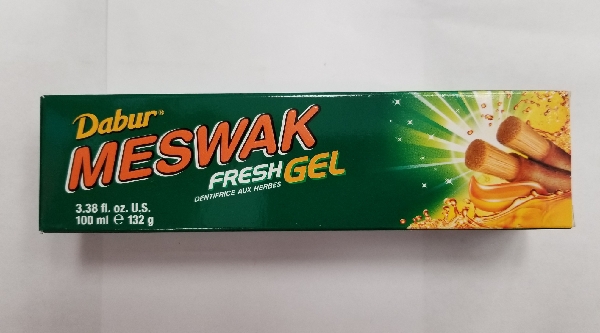 Dabur
MESWAK
FRESH GEL
DENTIFRICE AUX HERBES
3.38 fl. oz. U.S.
100 ml ℮ 132 g